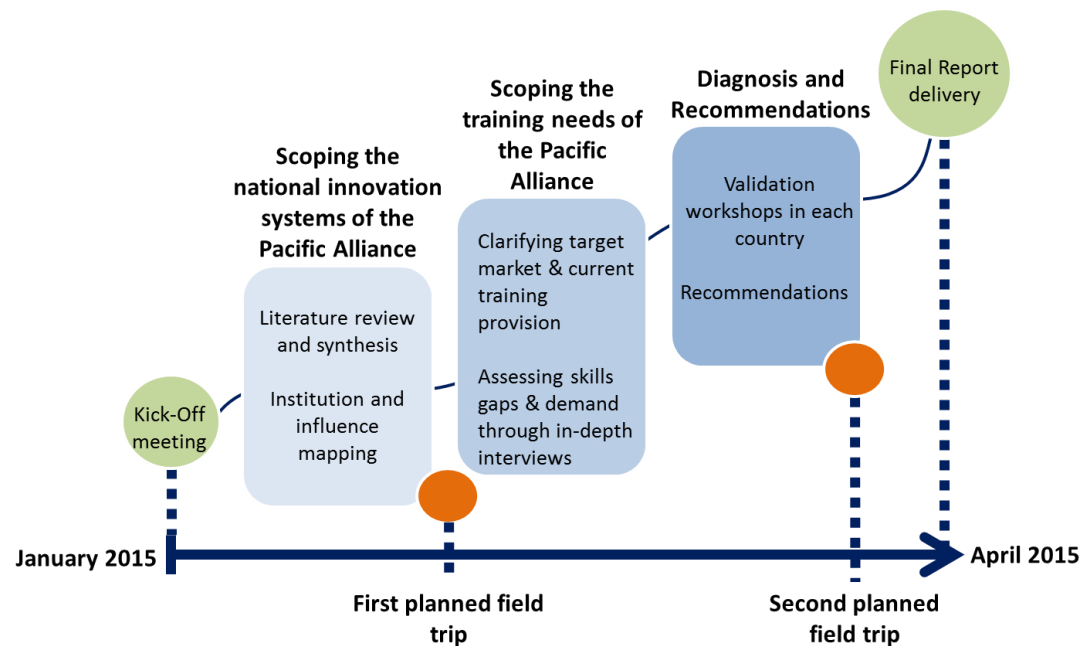 Kick-Off
meeting
Scoping the
national innovation
systems of the
Pacific Alliance
Literature review
and synthesis
Institution and
influence
mapping
Scoping the
training needs of
the Pacific
Alliance
Clarifying target
market & current
training
provision
Assessing skills
gaps & demand
through in-depth
interviews
Diagnosis and
Recommendations
Validation
workshops in each
country
Recommendations
Final Report
delivery
January 2015
April 2015
First planned field
trip
Second planned
field trip